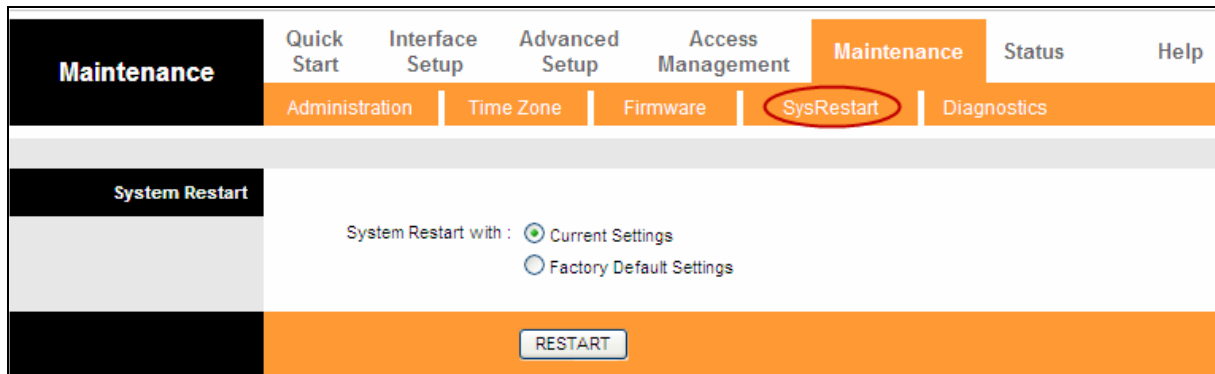 Maintenance
Quick Start
Interface Setup
Advanced Setup
Access Management
Maintenance
Status
Help
Administration
Time Zone
Firmware
SysRestart
Diagnostics
System Restart
System Restart with :
Current Settings
Factory Default Settings
RESTART